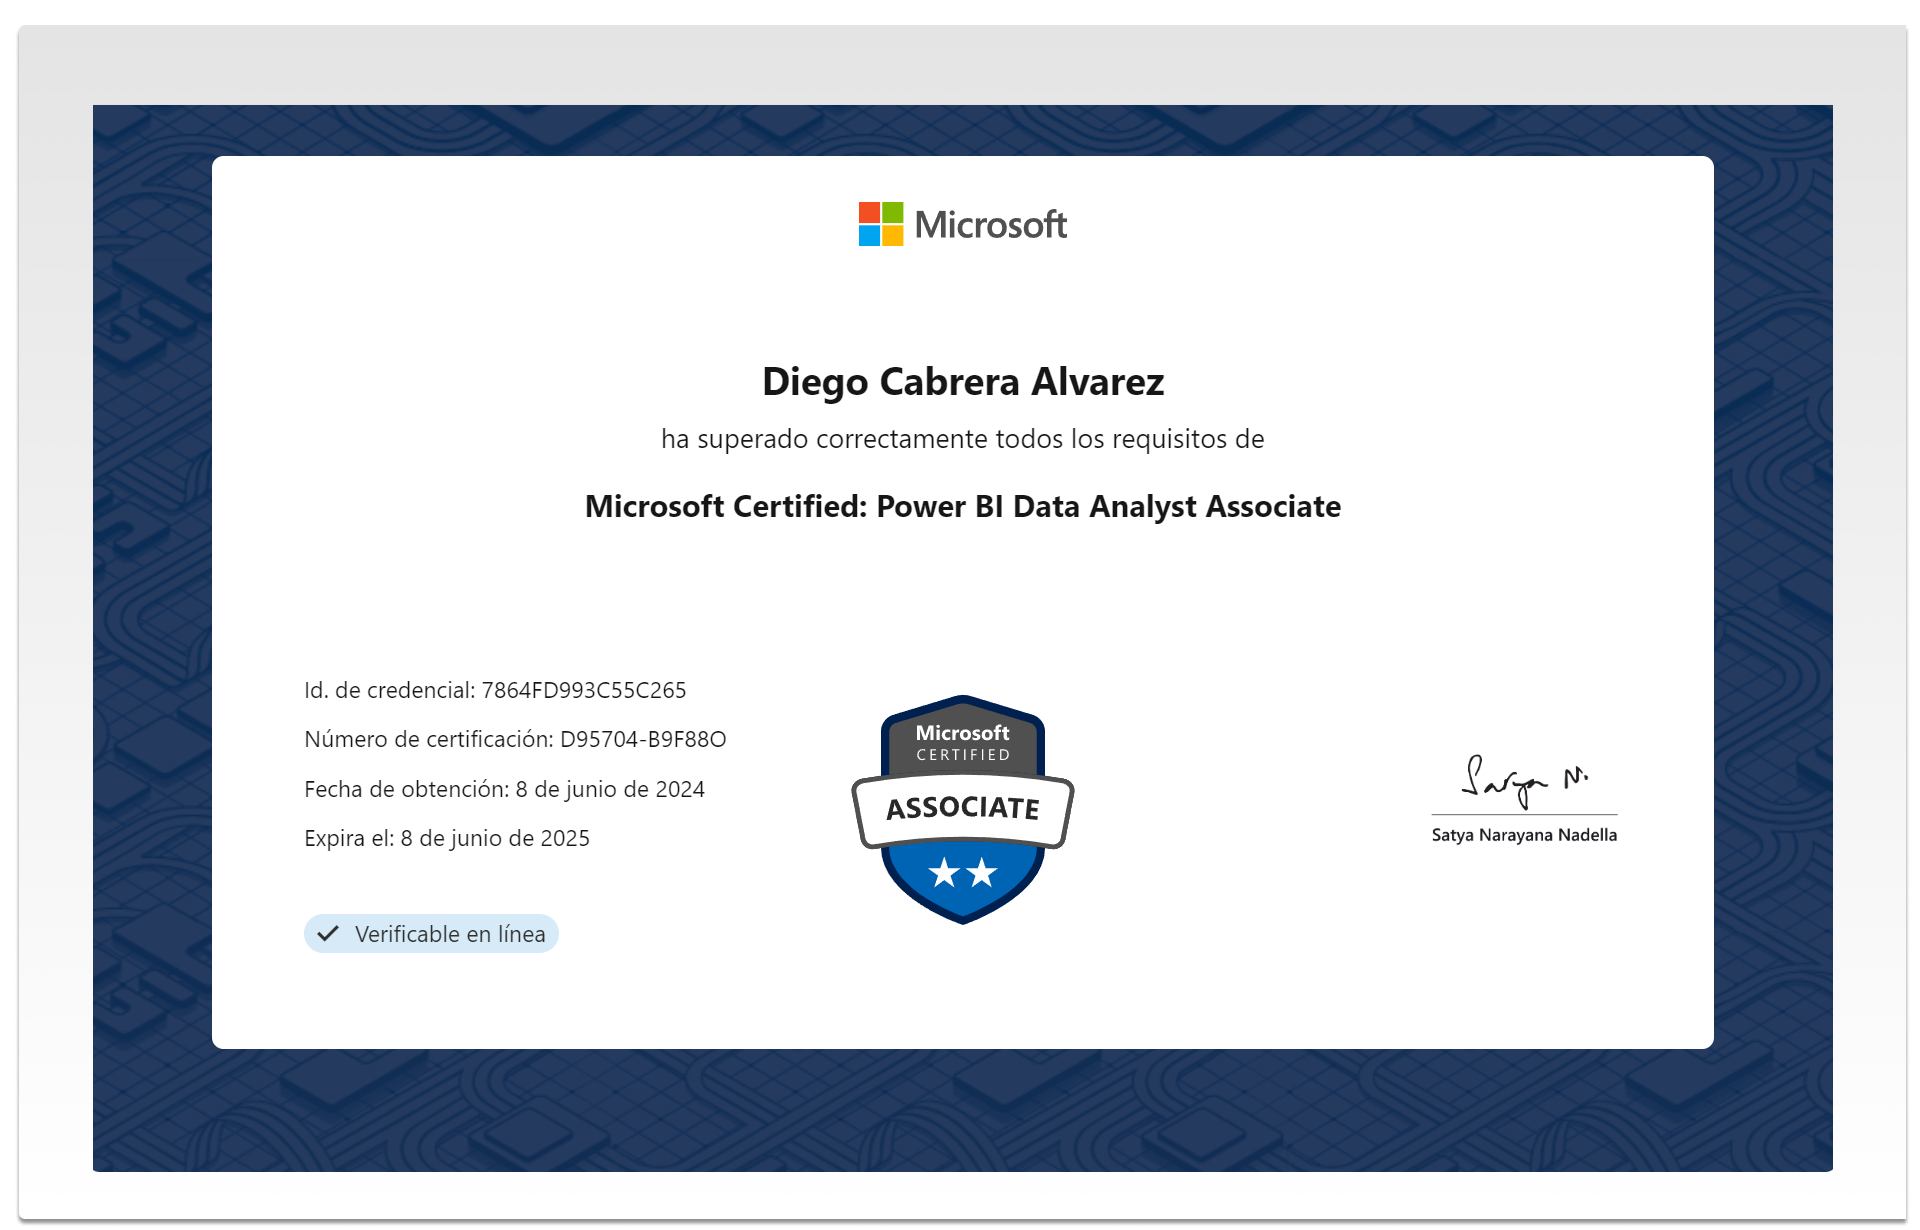 Microsoft
Diego Cabrera Alvarez
ha superado correctamente todos los requisitos de
Microsoft Certified: Power BI Data Analyst Associate
Id. de credencial: 7864FD993C55C265
Número de certificación: D95704-B9F88O
Fecha de obtención: 8 de junio de 2024
Expira el: 8 de junio de 2025
Verificable en línea
Microsoft
CERTIFIED
ASSOCIATE
Satya N.
Satya Narayana Nadella